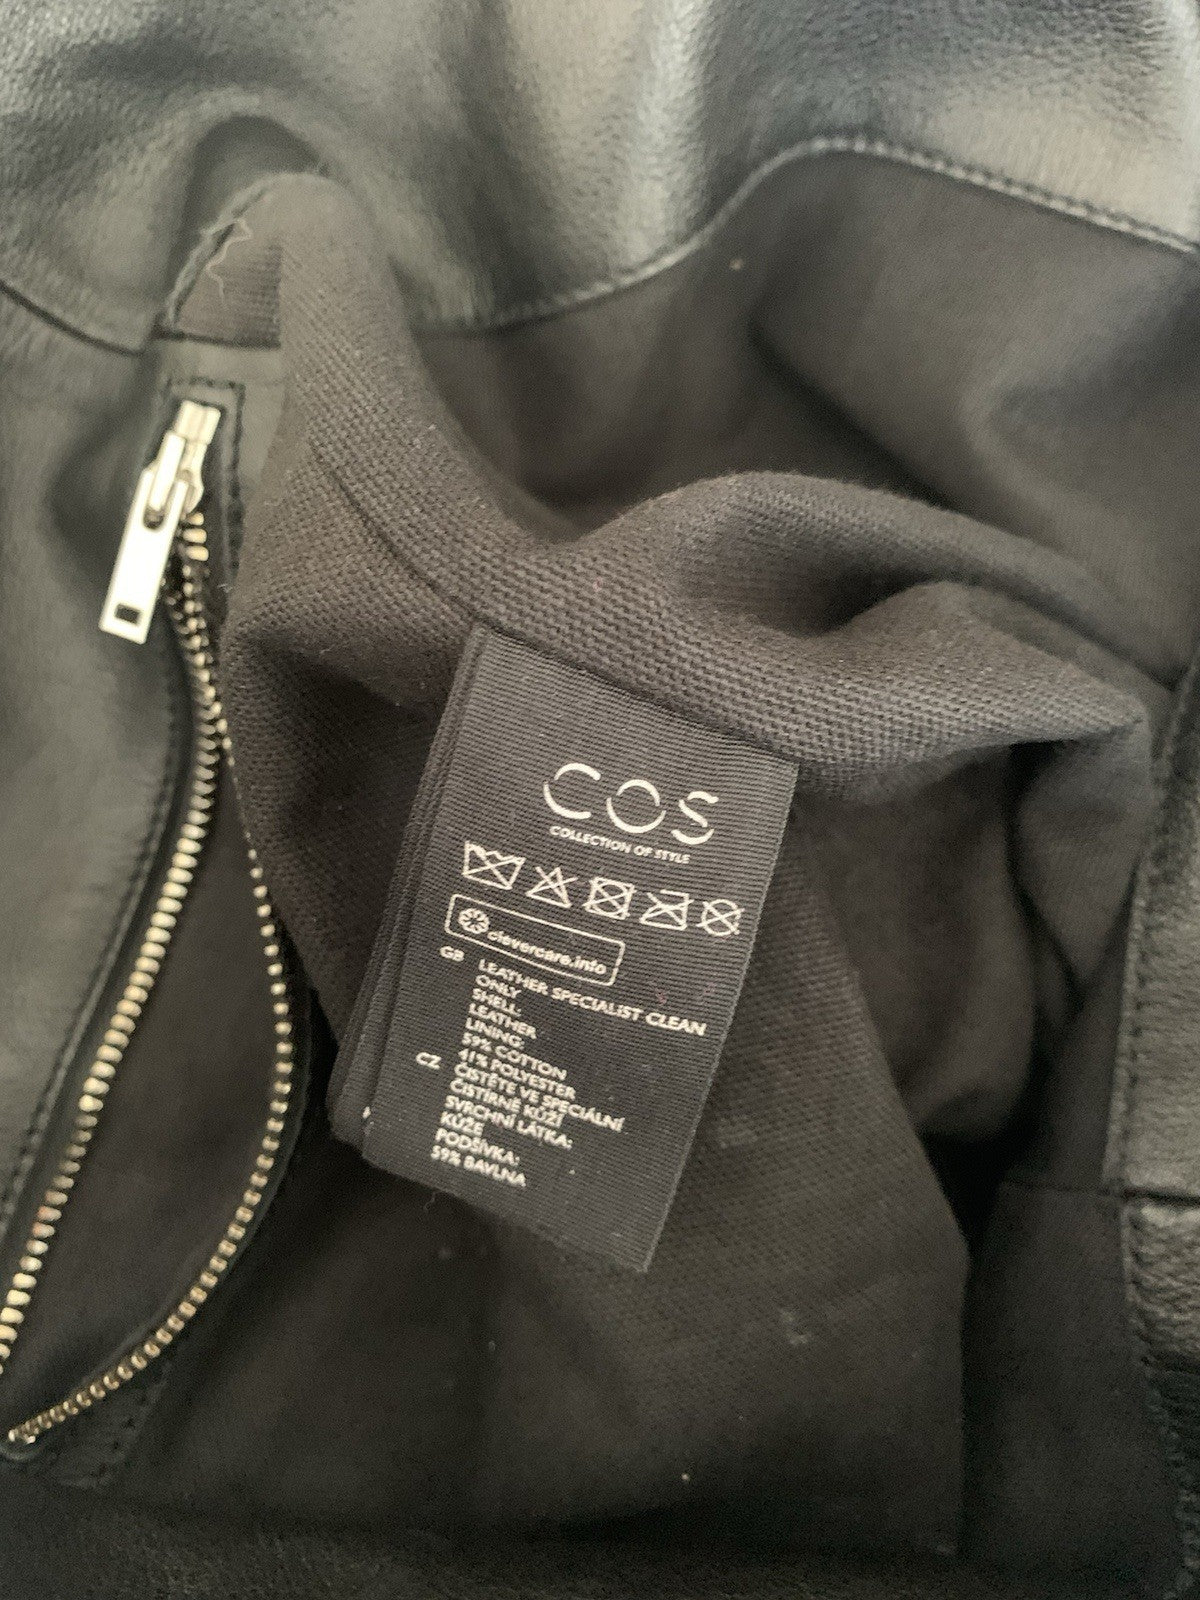 COS
COLLECTION OF STYLE
clevercare.info
GB LEATHER SPECIALIST CLEAN
ONLY
SHELL:
LEATHER
LINING:
59% COTTON
41% POLYESTER
CZ ČISTĚTE VE SPECIÁLNÍ
ČISTÍRNĚ KŮŽÍ
SVRCHNÍ LÁTKA:
KŮŽE
PODŠÍVKA:
59% BAVLNA